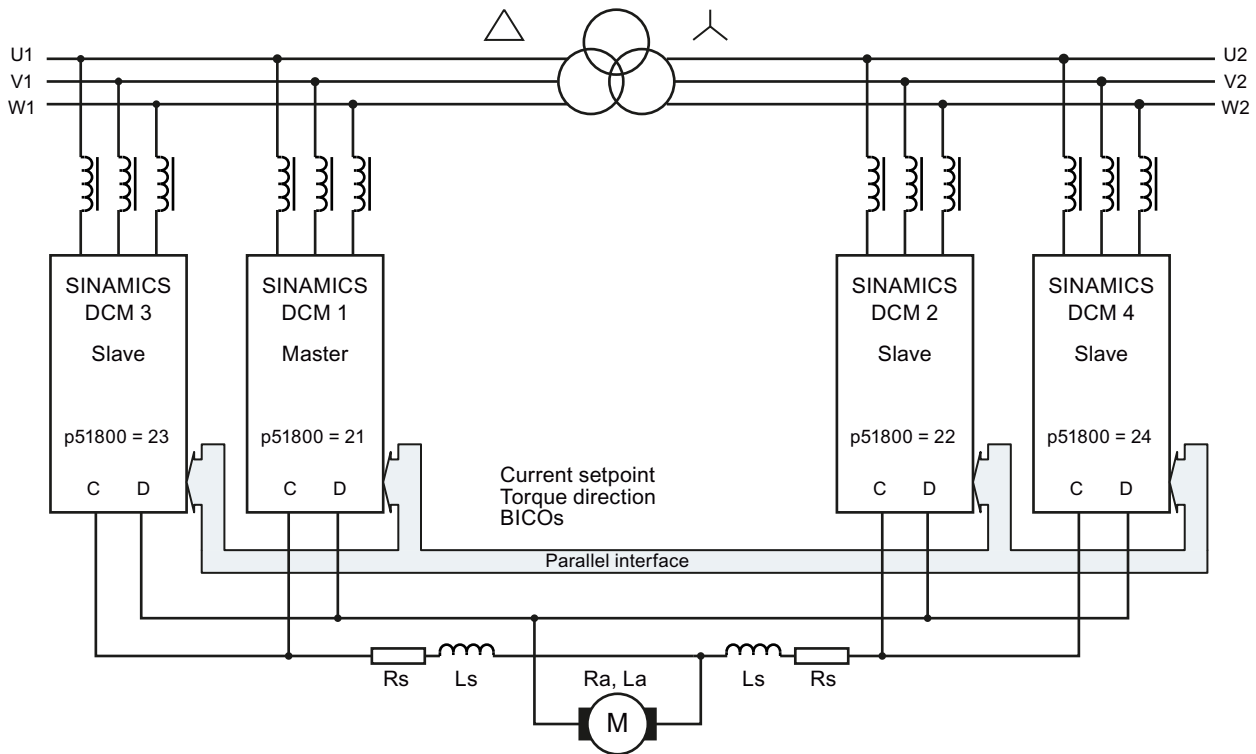 U1
V1
W1
U2
V2
W2
SINAMICS
DCM 3
Slave
p51800 = 23
C D
SINAMICS
DCM 1
Master
p51800 = 21
C D
Current setpoint
Torque direction
BICOs
Parallel interface
SINAMICS
DCM 2
Slave
p51800 = 22
C D
SINAMICS
DCM 4
Slave
p51800 = 24
C D
Rs
Ls
Ra, La
Ls
Rs
M